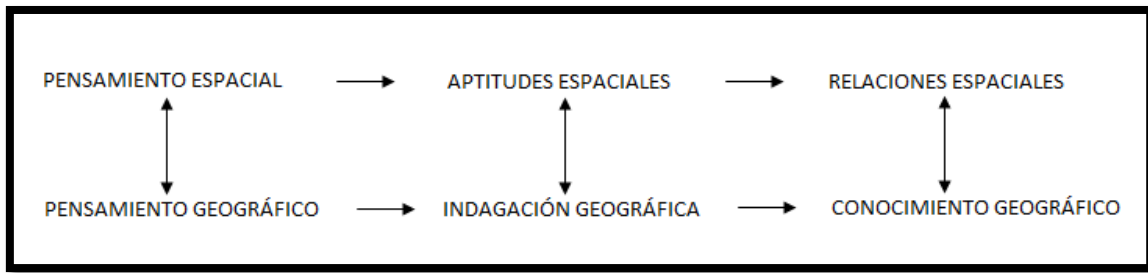 PENSAMIENTO ESPACIAL APTITUDES ESPACIALES RELACIONES ESPACIALES
PENSAMIENTO GEOGRÁFICO INDAGACIÓN GEOGRÁFICA CONOCIMIENTO GEOGRÁFICO